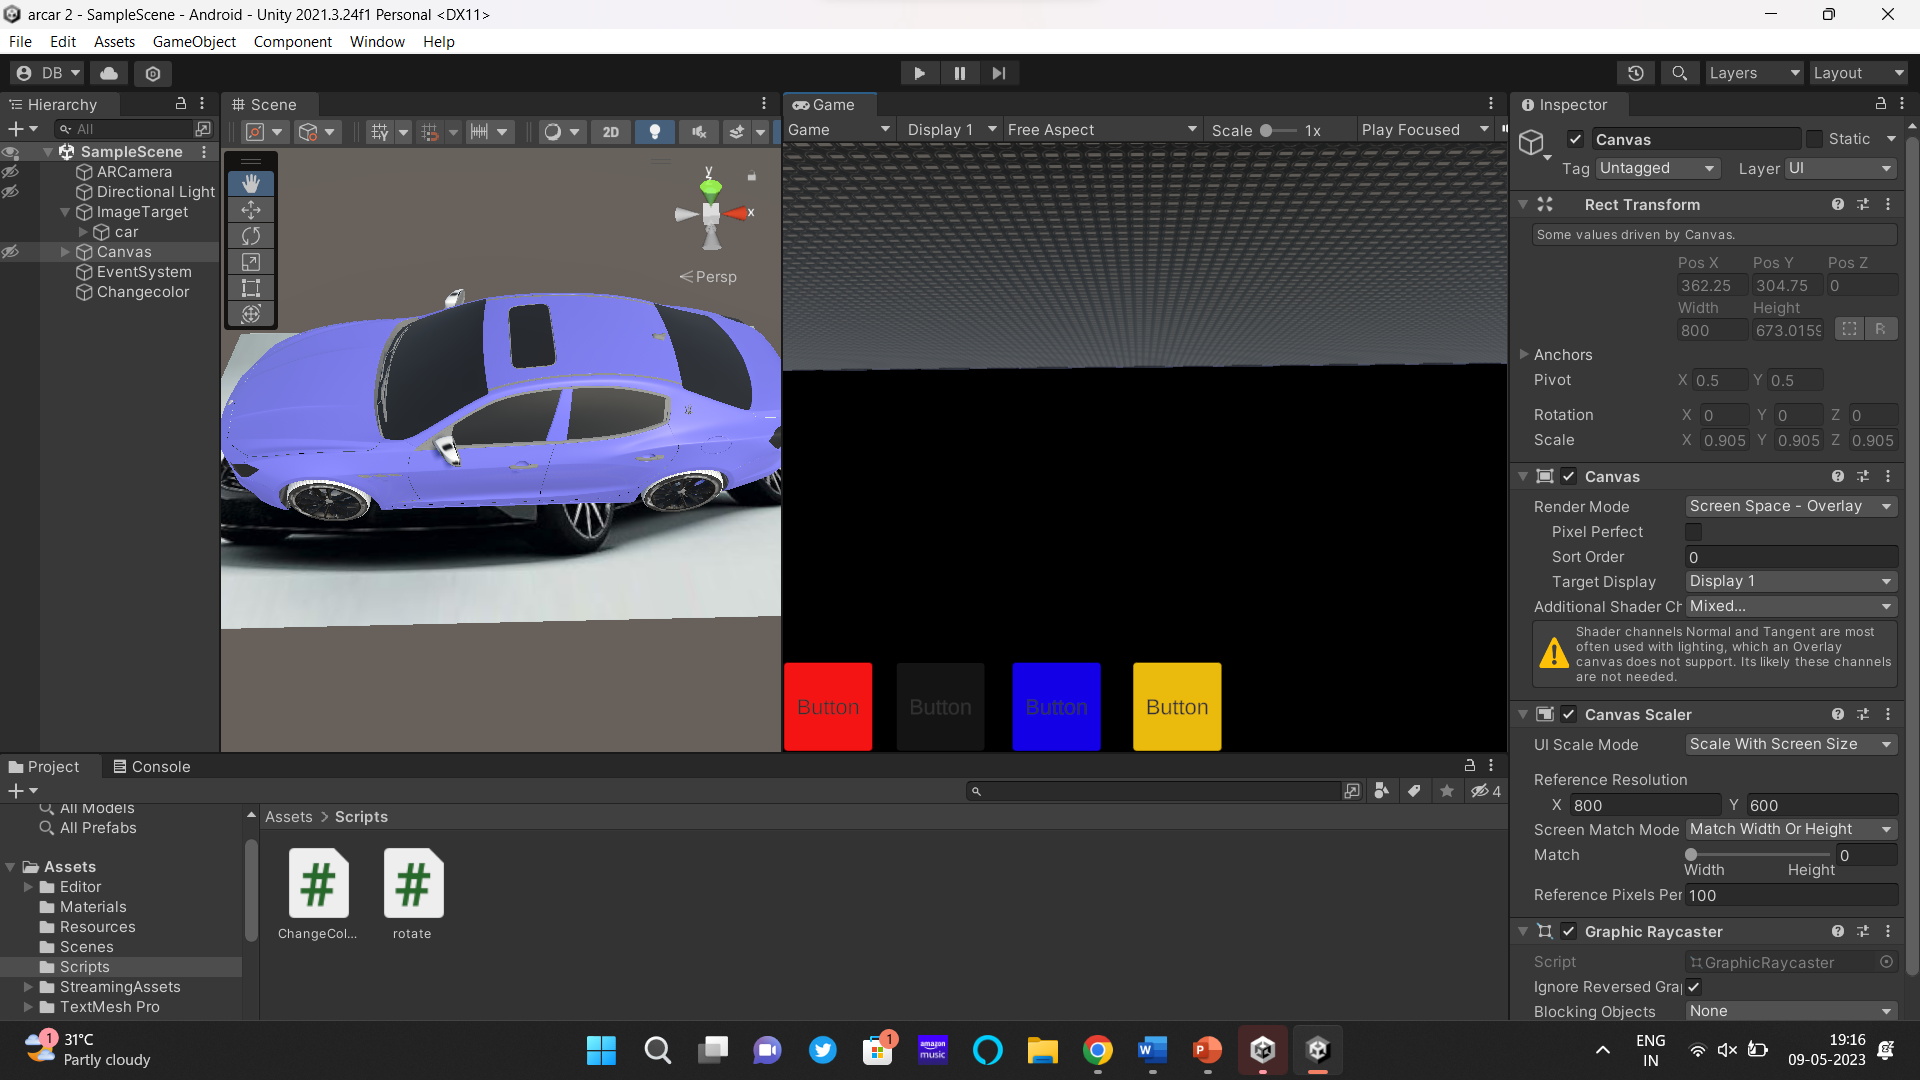 arcar 2 - SampleScene - Android - Unity 2021.3.24f1 Personal <DX11>
File Edit Assets GameObject Component Window Help
DB
Layers
Layout
Hierarchy
All
SampleScene
ARCamera
Directional Light
ImageTarget
car
Canvas
EventSystem
Changecolor
Scene
2D
y
x
Persp
Game
Game
Display 1
Free Aspect
Scale
1x
Play Focused
Button
Button
Button
Button
Inspector
Canvas
Static
Tag Untagged
Layer UI
Rect Transform
Some values driven by Canvas.
Pos X Pos Y Pos Z
362.25 304.75 0
Width Height
800 673.0159
R
Anchors
Pivot X 0.5 Y 0.5
Rotation X 0 Y 0 Z 0
Scale X 0.905 Y 0.905 Z 0.905
Canvas
Render Mode Screen Space - Overlay
Pixel Perfect
Sort Order 0
Target Display Display 1
Additional Shader Ch Mixed...
Shader channels Normal and Tangent are most
often used with lighting, which an Overlay
canvas does not support. Its likely these channels
are not needed.
Canvas Scaler
UI Scale Mode Scale With Screen Size
Reference Resolution
X 800 Y 600
Screen Match Mode Match Width Or Height
Match 0
Width Height
Reference Pixels Per 100
Graphic Raycaster
Script GraphicRaycaster
Ignore Reversed Gra
Blocking Objects None
Project
Console
4
All Models
All Prefabs
Assets
Editor
Materials
Resources
Scenes
Scripts
StreamingAssets
TextMesh Pro
Assets > Scripts
ChangeCol...
rotate
1
31°C
Partly cloudy
1
amazon
music
W
P
ENG
IN
19:16
09-05-2023